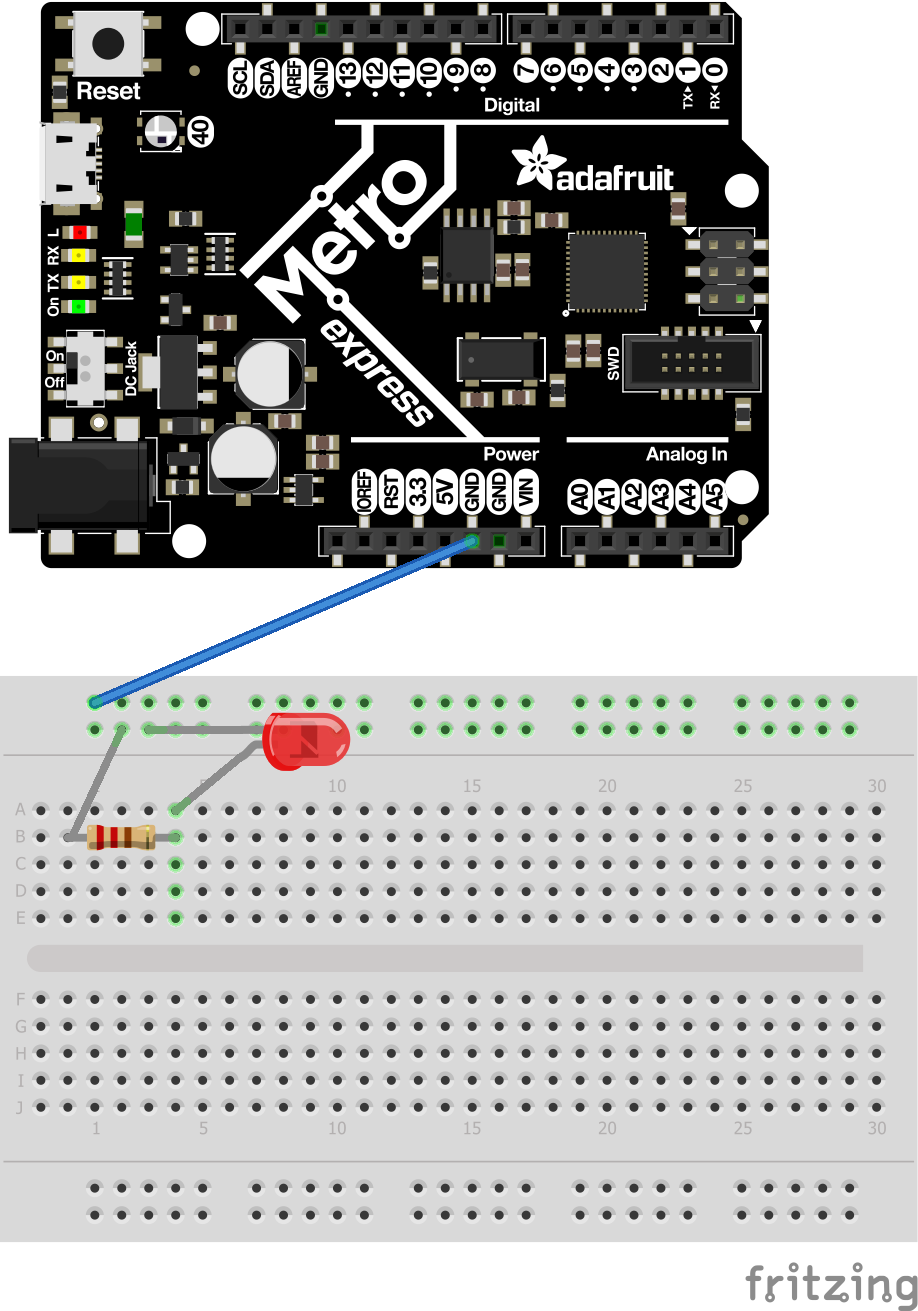 SCL SDA AREF GND 13 12 11 10 9 8 7 6 5 4 3 2 1 0
TX▸ RX◂
Reset
Digital
40
adafruit
Metro
express
L
RX
TX
On
On
Off
DC Jack
SWD
Power
Analog In
IOREF RST 3.3 5V GND GND VIN A0 A1 A2 A3 A4 A5
5 10 15 20 25 30
A
B
C
D
E
F
G
H
I
J
1 5 10 15 20 25 30
fritzing